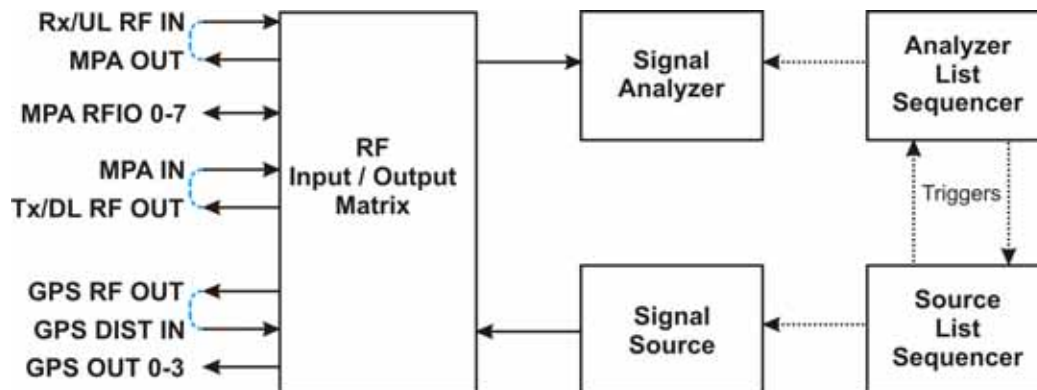 Rx/UL RF IN
MPA OUT
MPA RFIO 0-7
MPA IN
Tx/DL RF OUT
GPS RF OUT
GPS DIST IN
GPS OUT 0-3
RF
Input / Output
Matrix
Signal
Analyzer
Analyzer
List
Sequencer
Triggers
Signal
Source
Source
List
Sequencer